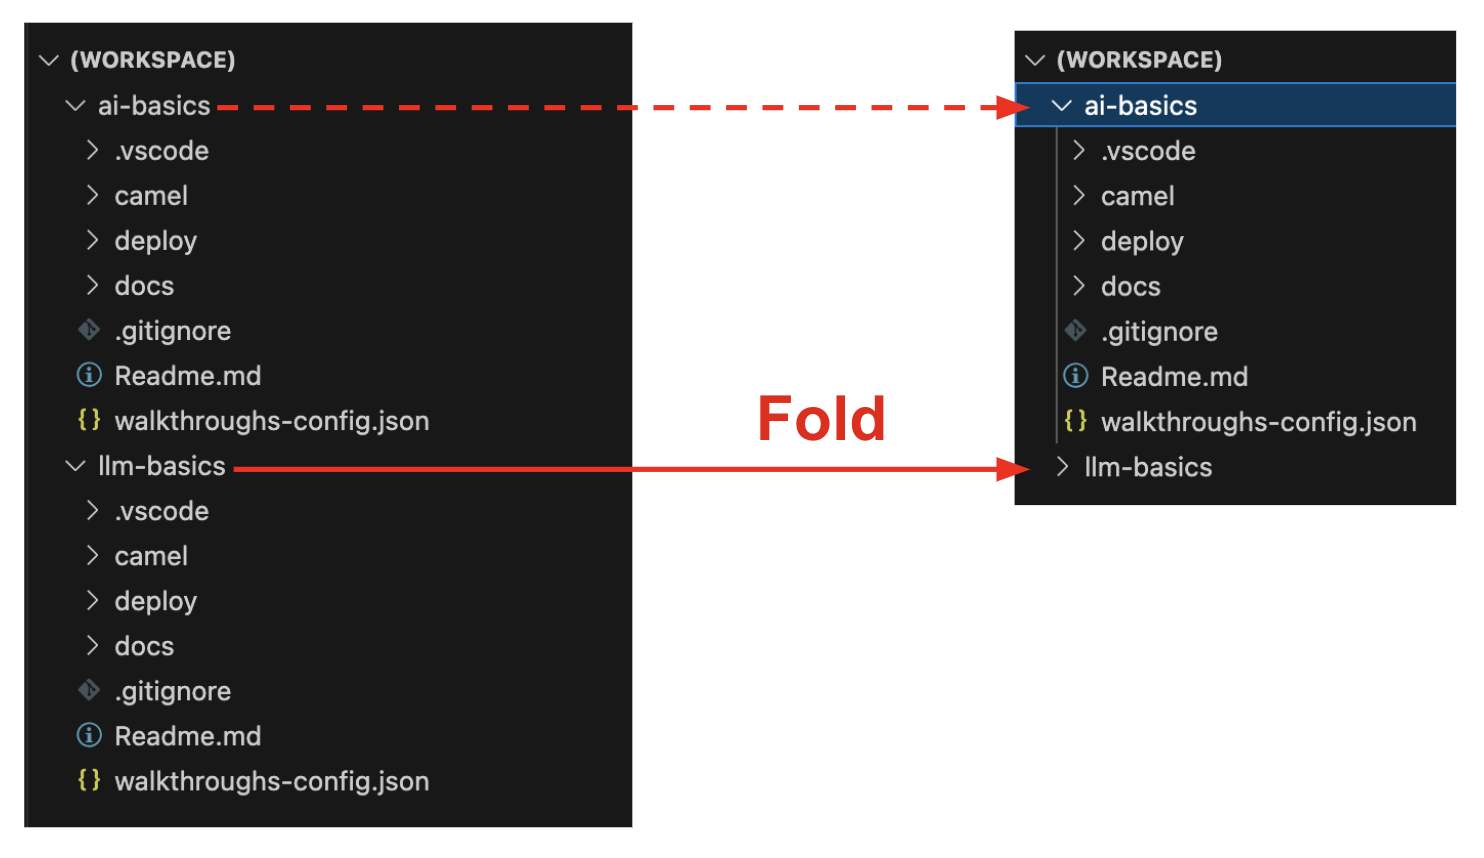 (WORKSPACE)
ai-basics
.vscode
camel
deploy
docs
.gitignore
Readme.md
{} walkthroughs-config.json
llm-basics
.vscode
camel
deploy
docs
.gitignore
Readme.md
{} walkthroughs-config.json
Fold
(WORKSPACE)
ai-basics
.vscode
camel
deploy
docs
.gitignore
Readme.md
{} walkthroughs-config.json
llm-basics